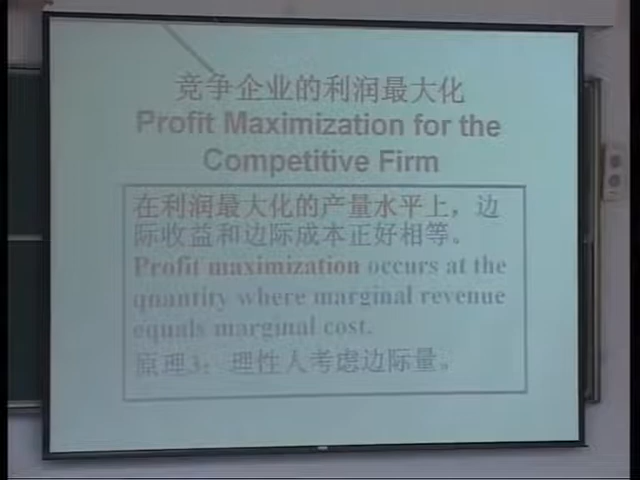 竞争企业的利润最大化
Profit Maximization for the
Competitive Firm
在利润最大化的产量水平上，边
际收益和边际成本正好相等。
Profit maximization occurs at the
quantity where marginal revenue
equals marginal cost.
原理3：理性人考虑边际量。